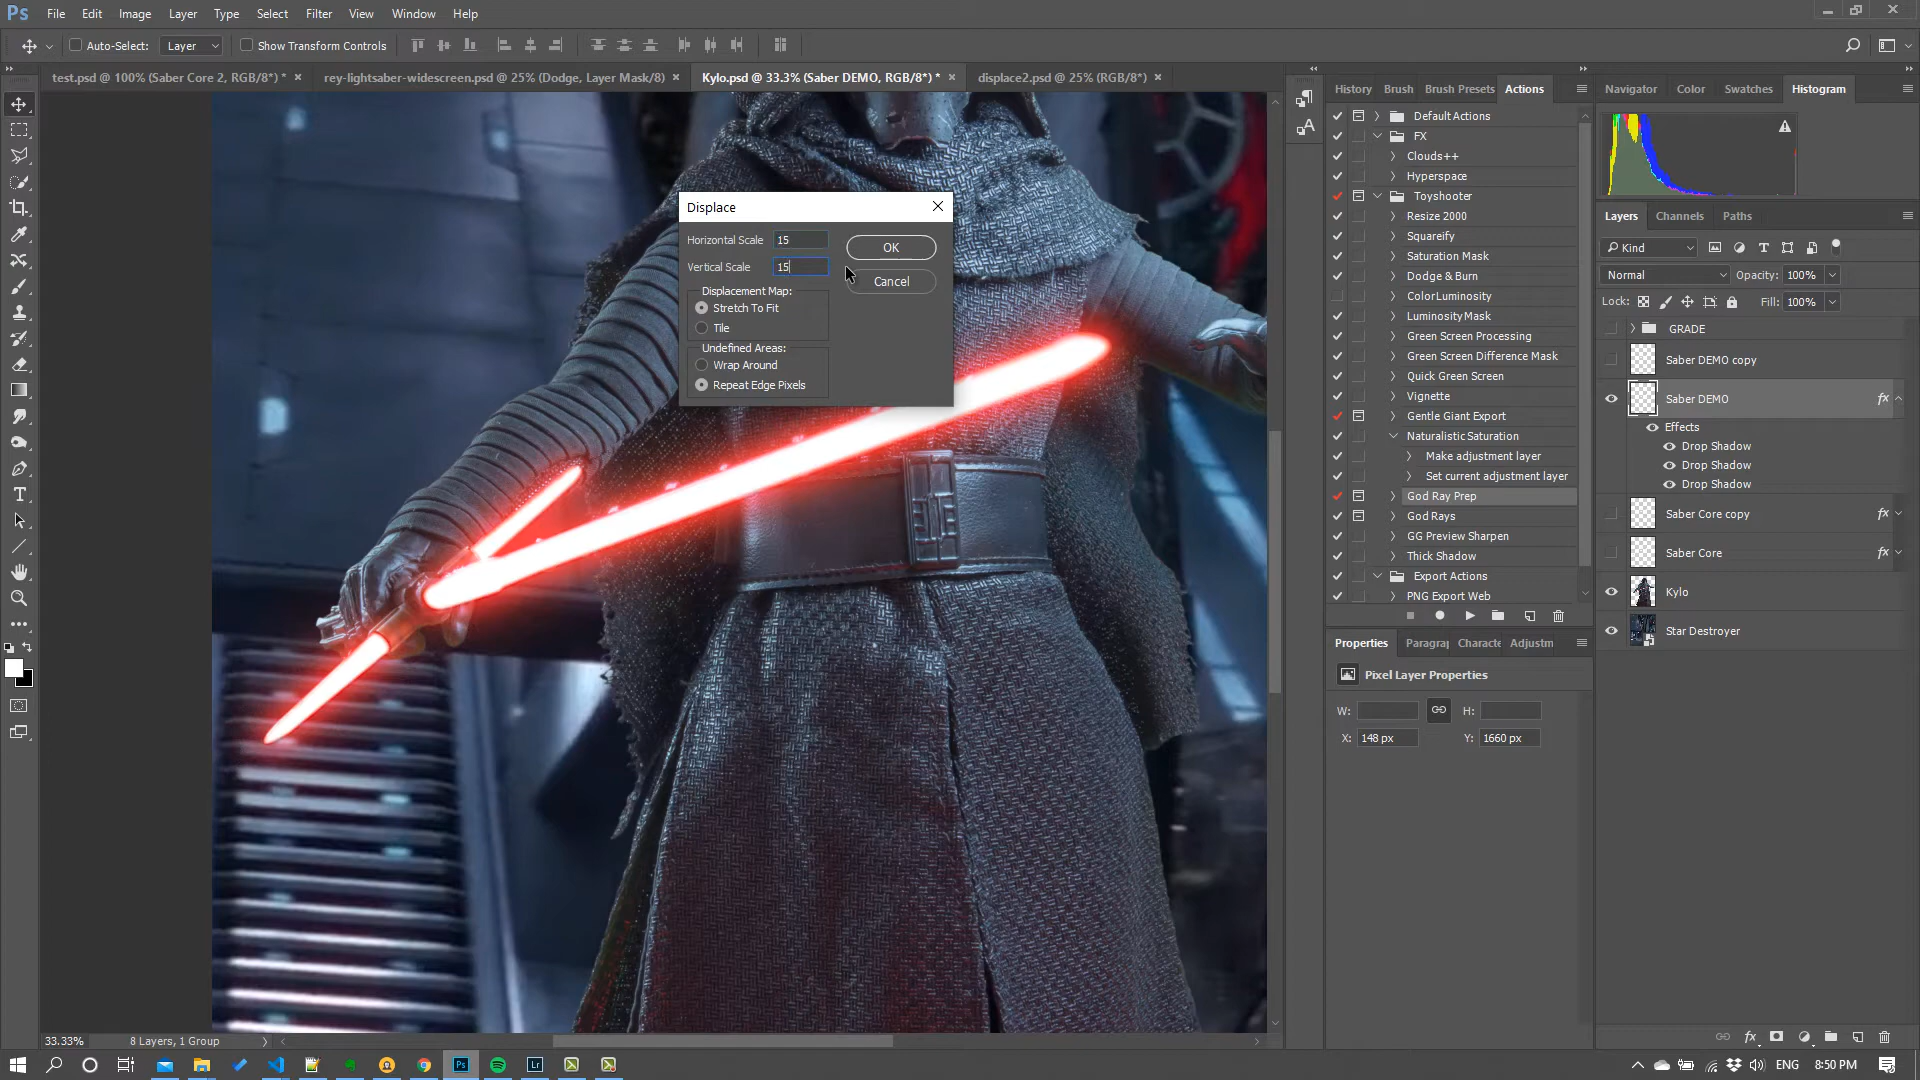 Ps File Edit Image Layer Type Select Filter View Window Help
Auto-Select: Layer Show Transform Controls
test.psd @ 100% (Saber Core 2, RGB/8*) * ×
rey-lightsaber-widescreen.psd @ 25% (Dodge, Layer Mask/8) ×
Kylo.psd @ 33.3% (Saber DEMO, RGB/8*) * ×
displace2.psd @ 25% (RGB/8*) ×
Displace
Horizontal Scale 15
OK
Vertical Scale 15
Cancel
Displacement Map:
Stretch To Fit
Tile
Undefined Areas:
Wrap Around
Repeat Edge Pixels
History Brush Brush Presets Actions
Default Actions
FX
Clouds++
Hyperspace
Toyshooter
Resize 2000
Squareify
Saturation Mask
Dodge & Burn
ColorLuminosity
LuminosityMask
Green Screen Processing
Green Screen Difference Mask
Quick Green Screen
Vignette
Gentle Giant Export
Naturalistic Saturation
Make adjustment layer
Set current adjustment layer
God Ray Prep
God Rays
GG Preview Sharpen
Thick Shadow
Export Actions
PNG Export Web
Properties Paragra Characte Adjustm
Pixel Layer Properties
W: H:
X: 148 px Y: 1660 px
Navigator Color Swatches Histogram
Layers Channels Paths
Kind
Normal Opacity: 100%
Lock: Fill: 100%
GRADE
Saber DEMO copy
Saber DEMO fx
Effects
Drop Shadow
Drop Shadow
Drop Shadow
Saber Core copy fx
Saber Core fx
Kylo
Star Destroyer
fx
33.33% 8 Layers, 1 Group
Ps Lr ENG 8:50 PM